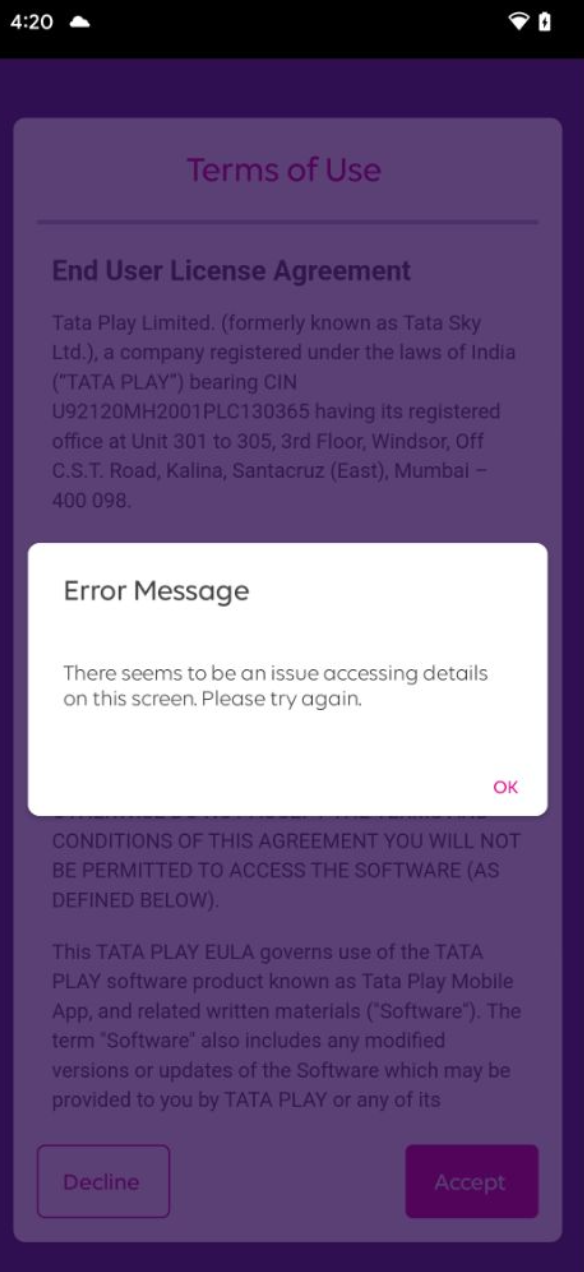 4:20
Terms of Use
End User License Agreement
Tata Play Limited. (formerly known as Tata Sky
Ltd.), a company registered under the laws of India
("TATA PLAY") bearing CIN
U92120MH2001PLC130365 having its registered
office at Unit 301 to 305, 3rd Floor, Windsor, Off
C.S.T. Road, Kalina, Santacruz (East), Mumbai –
400 098.
Error Message
There seems to be an issue accessing details
on this screen. Please try again.
OK
CONDITIONS OF THIS AGREEMENT YOU WILL NOT
BE PERMITTED TO ACCESS THE SOFTWARE (AS
DEFINED BELOW).
This TATA PLAY EULA governs use of the TATA
PLAY software product known as Tata Play Mobile
App, and related written materials ("Software"). The
term "Software" also includes any modified
versions or updates of the Software which may be
provided to you by TATA PLAY or any of its
Decline
Accept